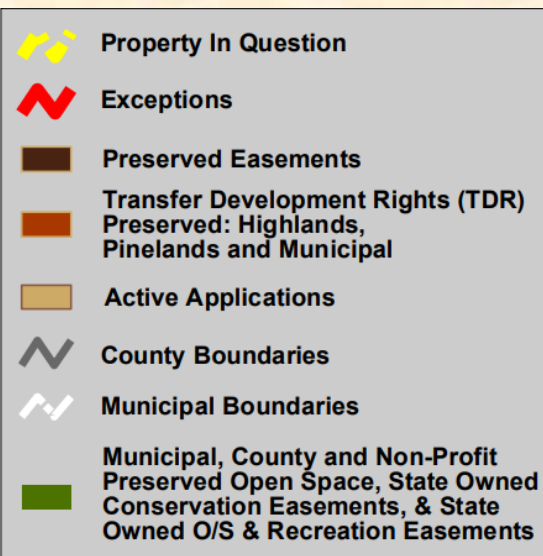 Property In Question
Exceptions
Preserved Easements
Transfer Development Rights (TDR)
Preserved: Highlands,
Pinelands and Municipal
Active Applications
County Boundaries
Municipal Boundaries
Municipal, County and Non-Profit
Preserved Open Space, State Owned
Conservation Easements, & State
Owned O/S & Recreation Easements